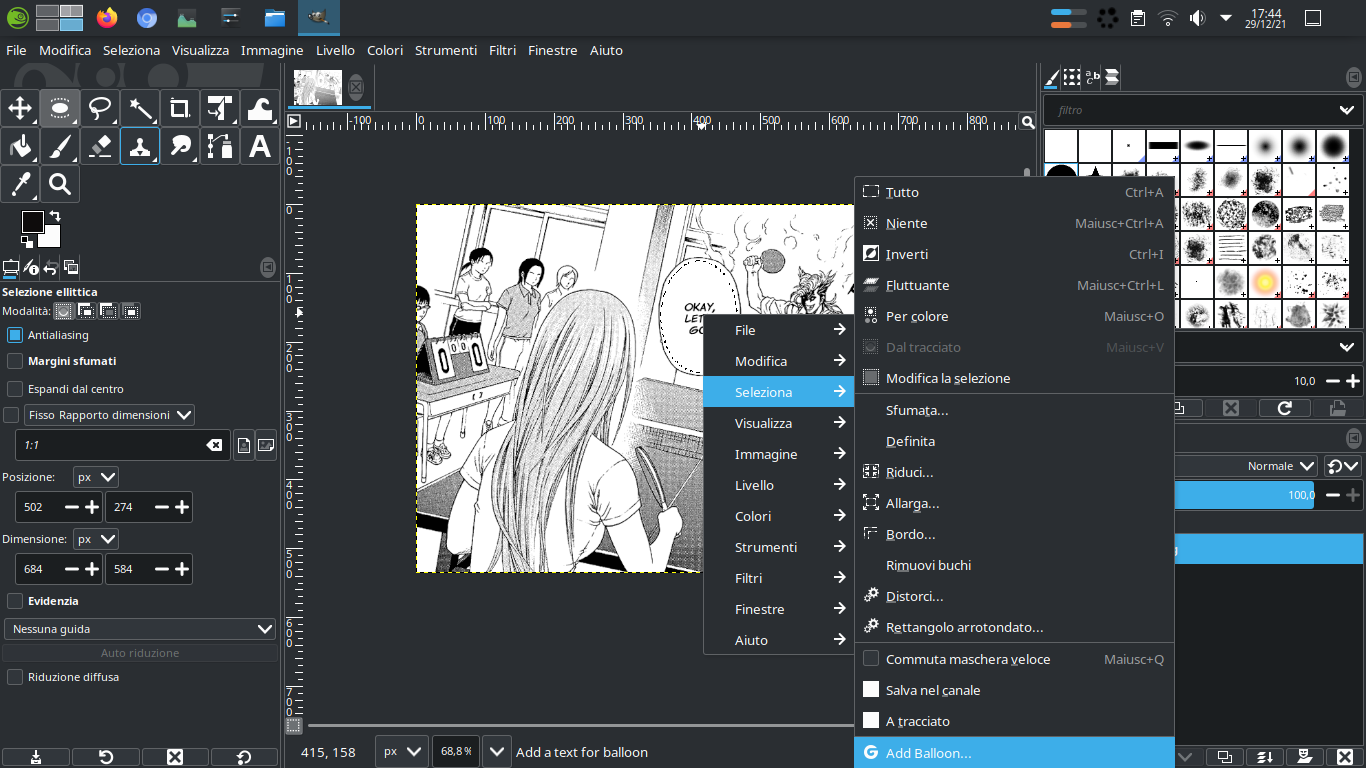 17:44
29/12/21
File Modifica Seleziona Visualizza Immagine Livello Colori Strumenti Filtri Finestre Aiuto
filtro
-100 0 100 200 300 400 500 600 700 800
Selezione ellittica
Modalità:
Antialiasing
Margini sfumati
Espandi dal centro
Fisso Rapporto dimensioni
1:1
Posizione: px
502 274
Dimensione: px
684 584
Evidenzia
Nessuna guida
Auto riduzione
Riduzione diffusa
OKAY,
File
Modifica
Seleziona
Visualizza
Immagine
Livello
Colori
Strumenti
Filtri
Finestre
Aiuto
Tutto Ctrl+A
Niente Maiusc+Ctrl+A
Inverti Ctrl+I
Fluttuante Maiusc+Ctrl+L
Per colore Maiusc+O
Dal tracciato Maiusc+V
Modifica la selezione
Sfumata...
Definita
Riduci...
Allarga...
Bordo...
Rimuovi buchi
Distorci...
Rettangolo arrotondato...
Commuta maschera veloce Maiusc+Q
Salva nel canale
A tracciato
Add Balloon...
10,0
Normale
100,0
415, 158 px 68,8 % Add a text for balloon